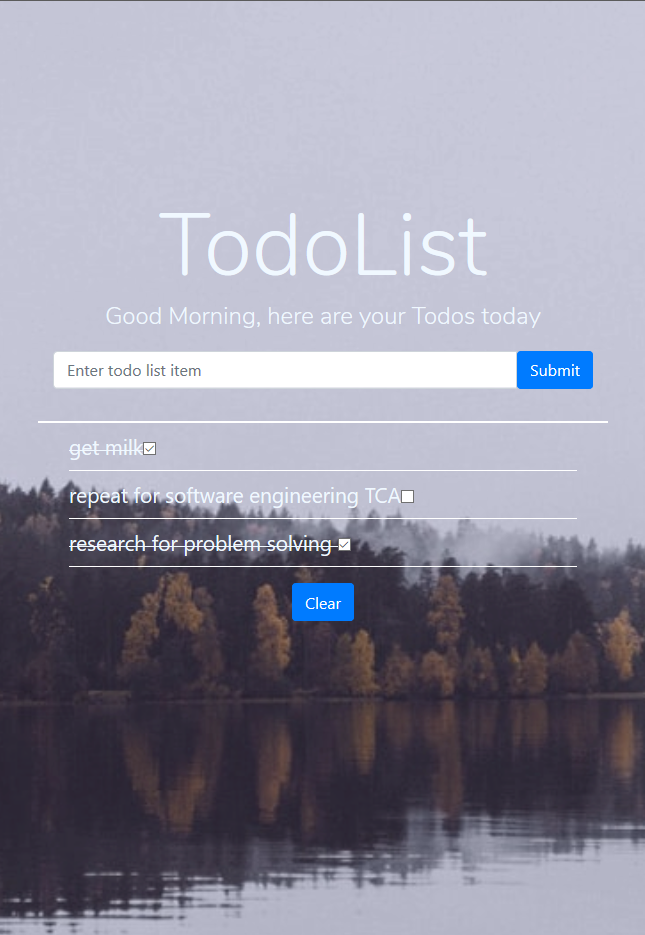 TodoList
Good Morning, here are your Todos today
Enter todo list item
Submit
get milk
repeat for software engineering TCA
research for problem solving
Clear